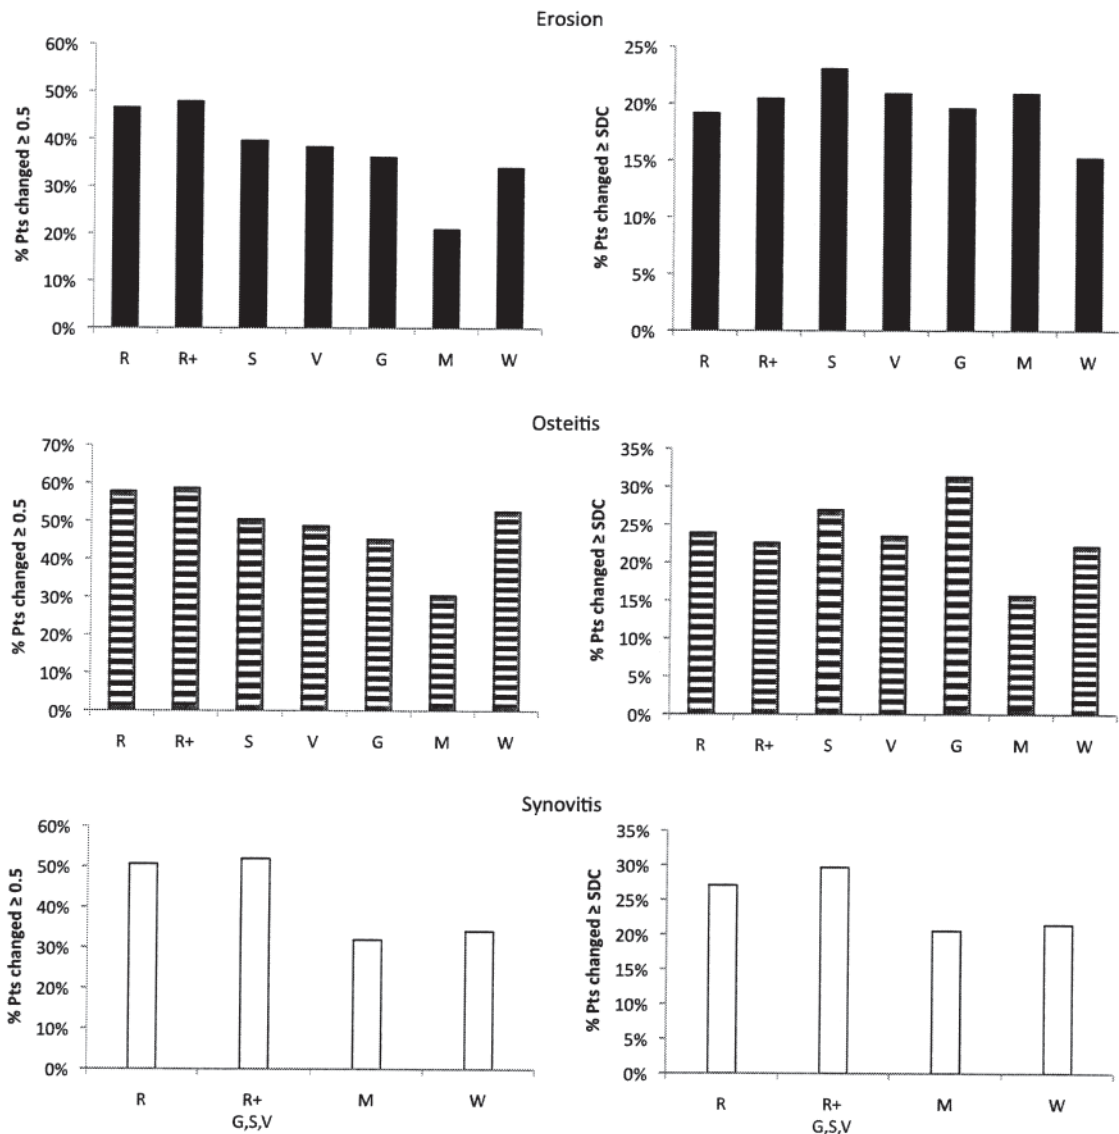 Erosion
% Pts changed ≥ 0.5
60%
50%
40%
30%
20%
10%
0%
R R+ S V G M W
% Pts changed ≥ SDC
25%
20%
15%
10%
5%
0%
R R+ S V G M W
Osteitis
% Pts changed ≥ 0.5
70%
60%
50%
40%
30%
20%
10%
0%
R R+ S V G M W
% Pts changed ≥ SDC
35%
30%
25%
20%
15%
10%
5%
0%
R R+ S V G M W
Synovitis
% Pts changed ≥ 0.5
60%
50%
40%
30%
20%
10%
0%
R R+ M W
G,S,V
% Pts changed ≥ SDC
35%
30%
25%
20%
15%
10%
5%
0%
R R+ M W
G,S,V